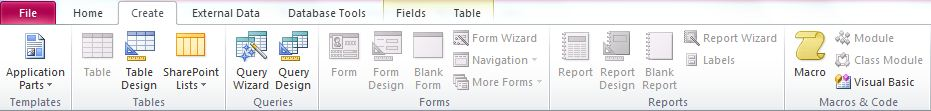 File Home Create External Data Database Tools Fields Table
Application Parts
Table
Table Design
SharePoint Lists
Query Wizard
Query Design
Form
Form Design
Blank Form
Form Wizard
Navigation
More Forms
Report
Report Design
Blank Report
Report Wizard
Labels
Macro
Module
Class Module
Visual Basic
Templates Tables Queries Forms Reports Macros & Code